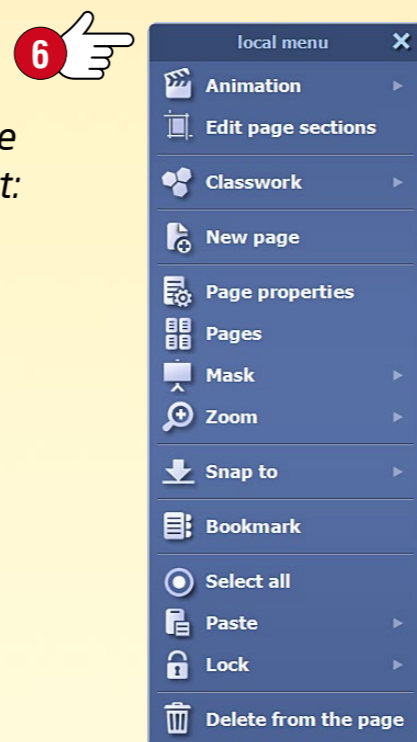 6
local menu
Animation
e
Edit page sections
t:
Classwork
New page
Page properties
Pages
Mask
Zoom
Snap to
Bookmark
Select all
Paste
Lock
Delete from the page